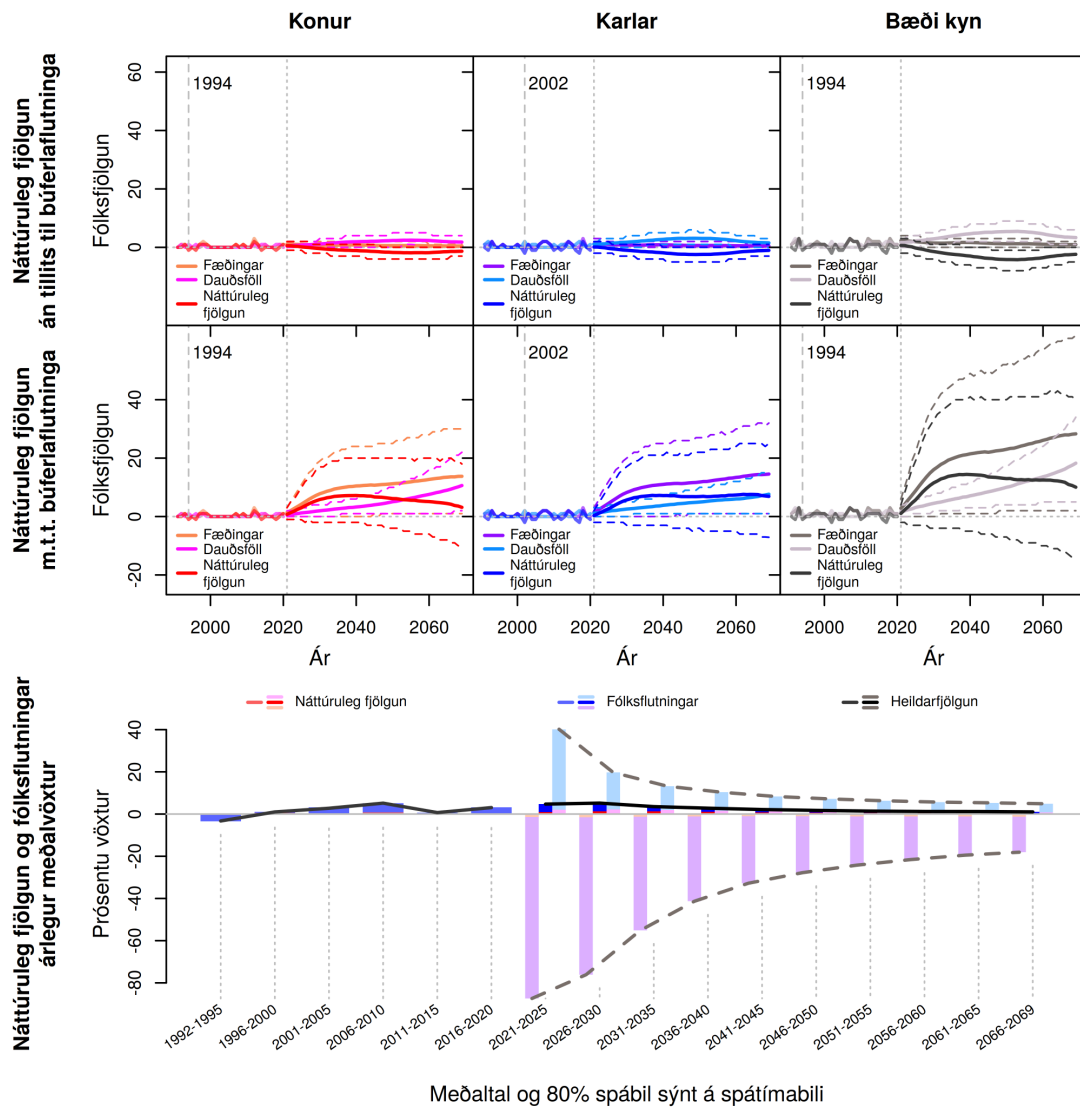 Konur
Karlar
Bæði kyn
Náttúruleg fjölgun
án tillits til búferlaflutninga
Fólksfjölgun
60
40
20
0
1994
Fæðingar
Dauðsföll
Náttúruleg
fjölgun
2002
Fæðingar
Dauðsföll
Náttúruleg
fjölgun
1994
Fæðingar
Dauðsföll
Náttúruleg
fjölgun
Náttúruleg fjölgun
m.t.t. búferlaflutninga
Fólksfjölgun
40
20
0
-20
1994
Fæðingar
Dauðsföll
Náttúruleg
fjölgun
2002
Fæðingar
Dauðsföll
Náttúruleg
fjölgun
1994
Fæðingar
Dauðsföll
Náttúruleg
fjölgun
2000 2020 2040 2060
2000 2020 2040 2060
2000 2020 2040 2060
Ár
Ár
Ár
Náttúruleg fjölgun og fólksflutningar
árlegur meðalvöxtur
Náttúruleg fjölgun
Fólksflutningar
Heildarfjölgun
Prósentu vöxtur
40
20
0
-20
-40
-60
-80
1992-1995
1996-2000
2001-2005
2006-2010
2011-2015
2016-2020
2021-2025
2026-2030
2031-2035
2036-2040
2041-2045
2046-2050
2051-2055
2056-2060
2061-2065
2066-2069
Meðaltal og 80% spábil sýnt á spátímabili